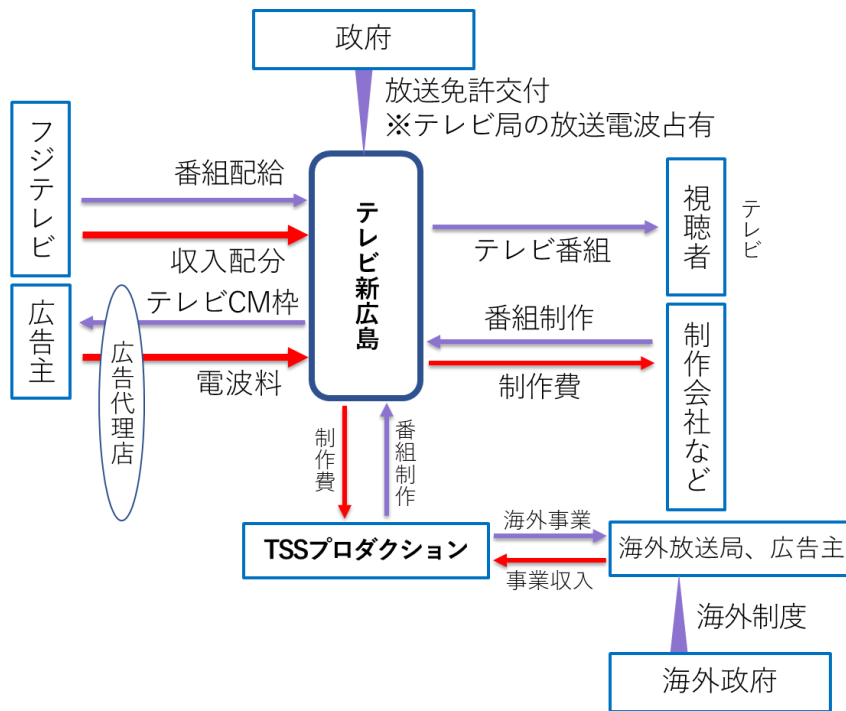 政府
放送免許交付
※テレビ局の放送電波占有
フジテレビ
番組配給
収入配分
テレビ新広島
テレビ番組
視聴者
テレビ
広告主
テレビCM枠
電波料
広告代理店
番組制作
制作費
制作会社など
制作費
番組制作
TSSプロダクション
海外事業
事業収入
海外放送局、広告主
海外制度
海外政府